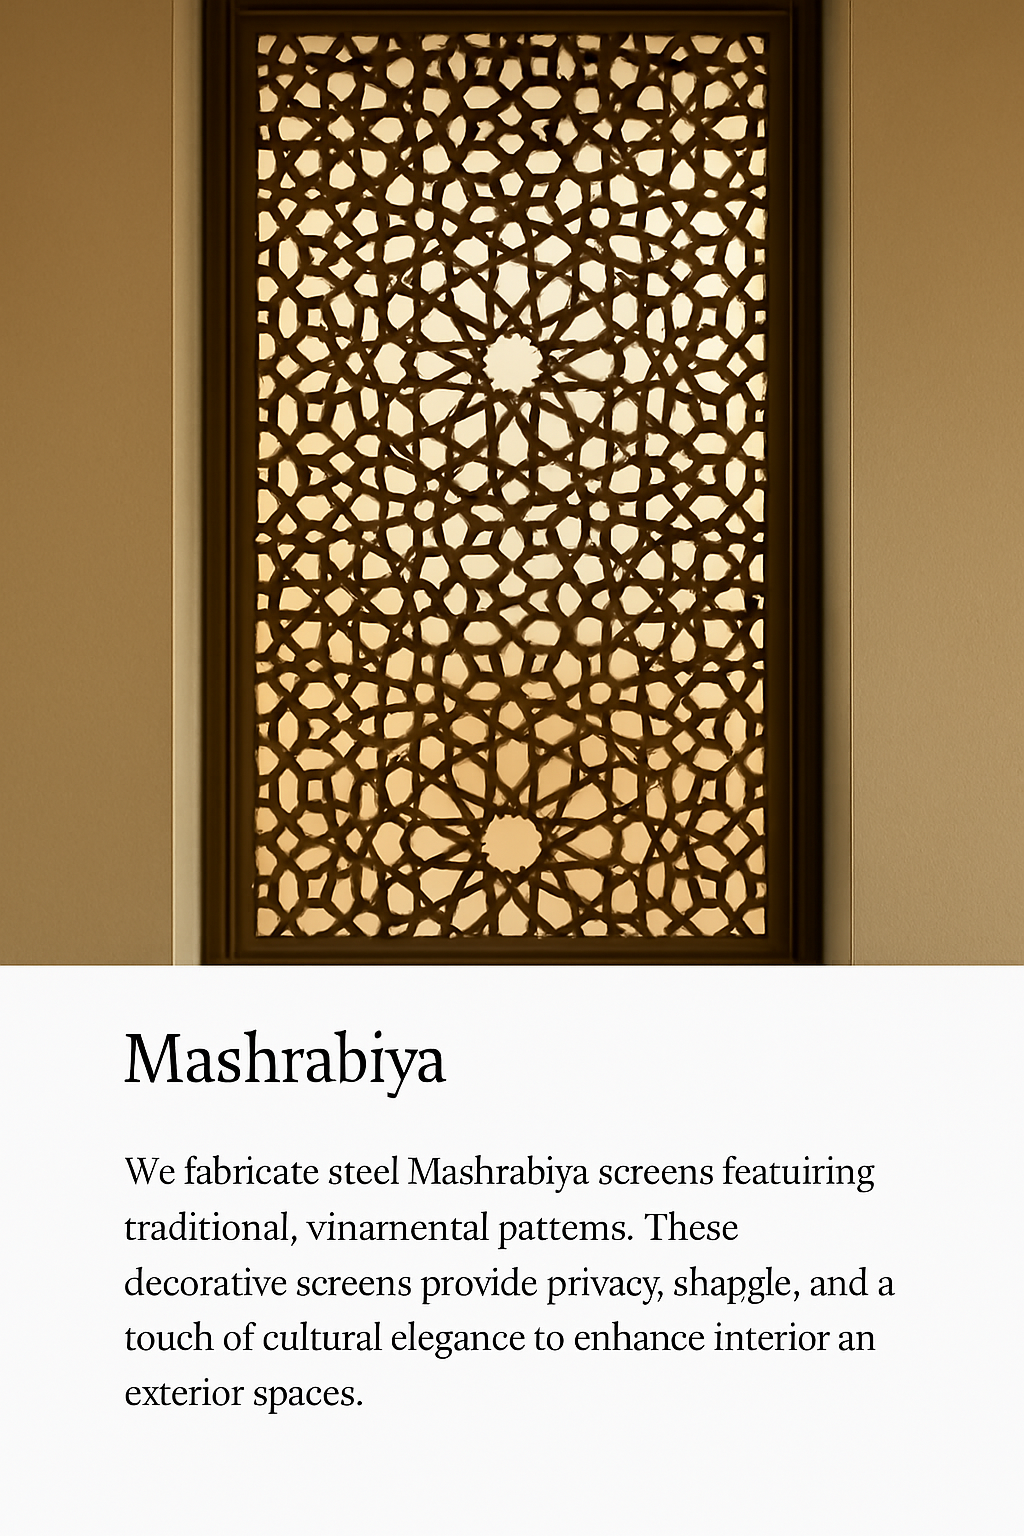 Mashrabiya
We fabricate steel Mashrabiya screens featuiring
traditional, vinarnental pattems. These
decorative screens provide privacy, shapgle, and a
touch of cultural elegance to enhance interior an
exterior spaces.